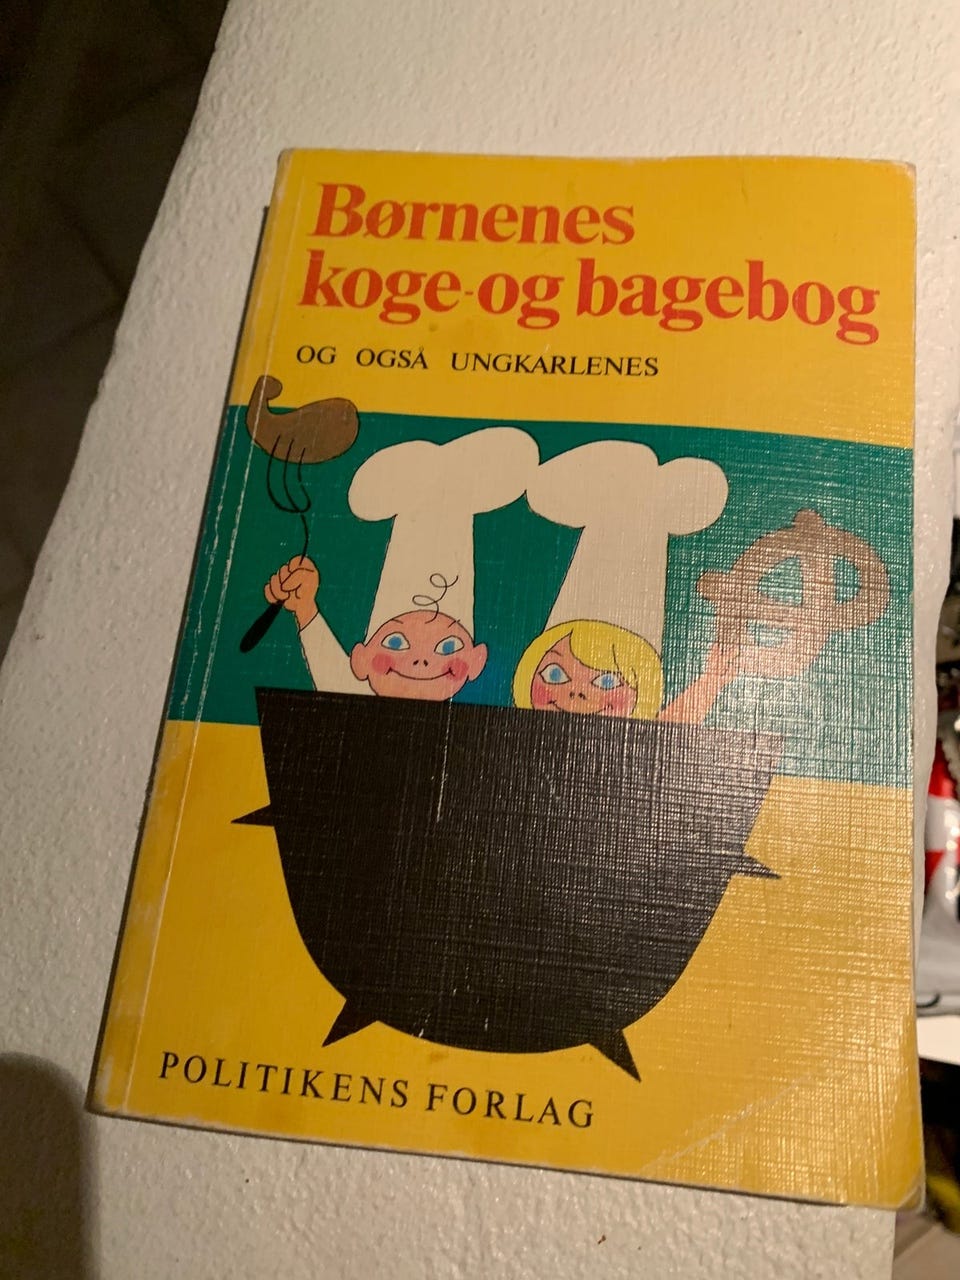 Børnenes
koge-og bagebog
OG OGSÅ UNGKARLENES
POLITIKENS FORLAG